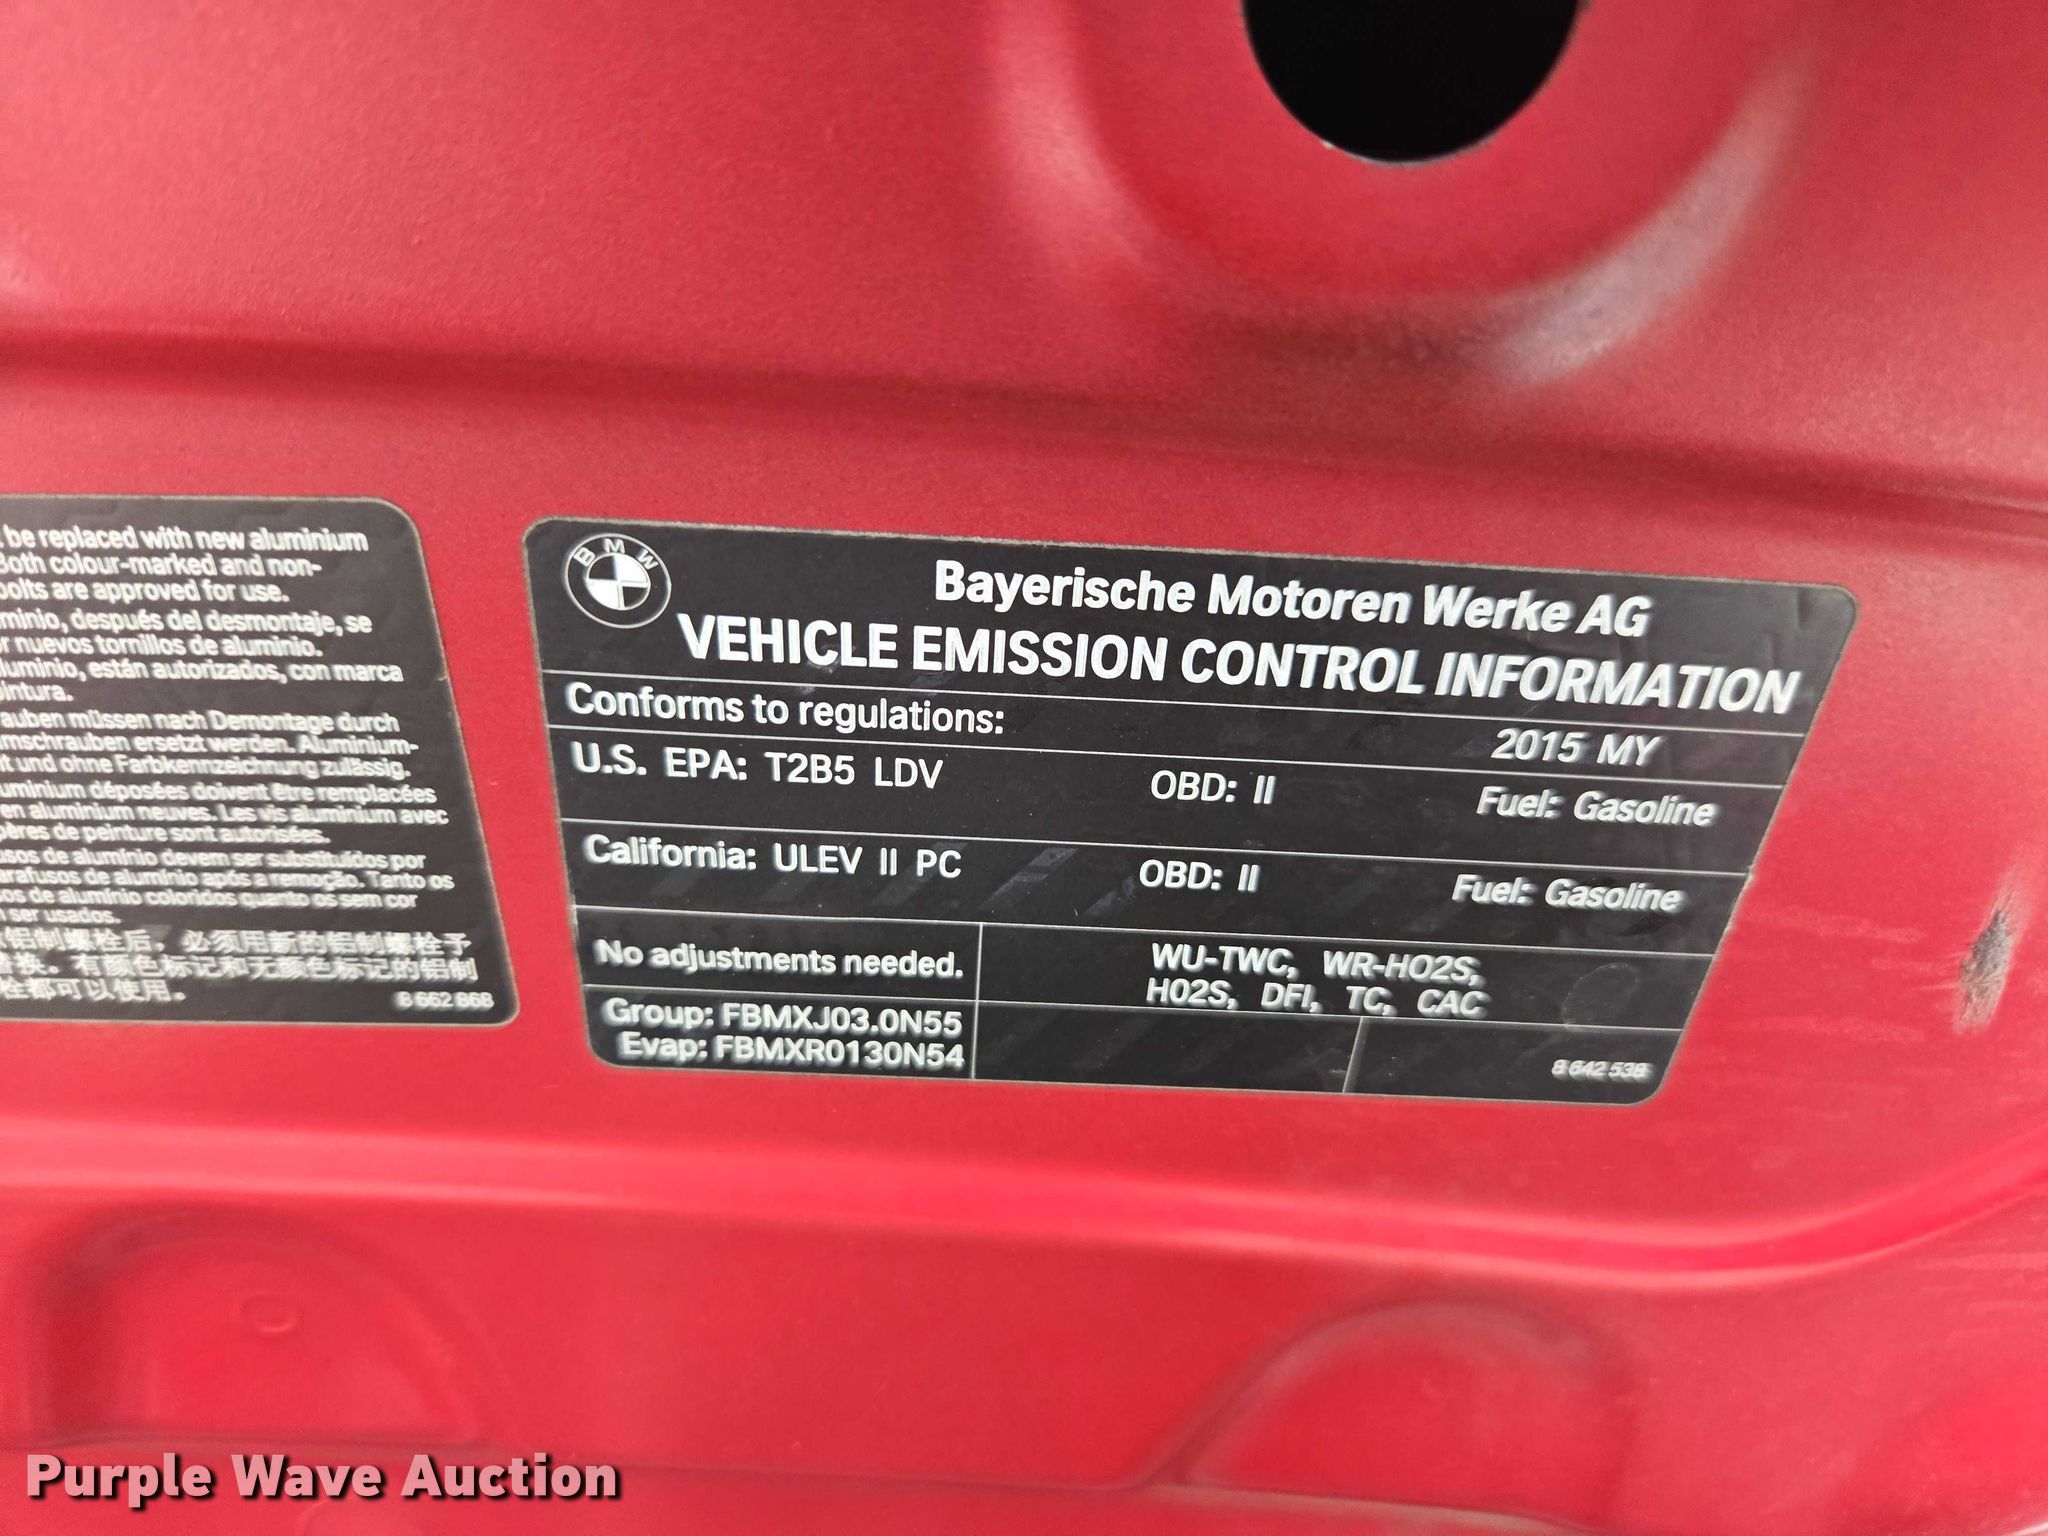 be replaced with new aluminium
Both colour-marked and non-
bolts are approved for use.
minio, después del desmontaje, se
or nuevos tornillos de aluminio.
luminio, están autorizados, con marca
pintura.
auben müssen nach Demontage durch
mschrauben ersetzt werden. Aluminium-
it und ohne Farbkennzeichnung zulässig.
uminium déposées doivent être remplacées
en aluminium neuves. Les vis aluminium avec
pères de peinture sont autorisées.
usos de alumínio devem ser substituídos por
arafusos de alumínio após a remoção. Tanto os
os de alumínio coloridos quanto os sem cor
ser usados.
铝制螺栓后，必须用新的铝制螺栓予
替换。有颜色标记和无颜色标记的铝制
栓都可以使用。
8 662 868
BMW
Bayerische Motoren Werke AG
VEHICLE EMISSION CONTROL INFORMATION
Conforms to regulations: 2015 MY
U.S. EPA: T2B5 LDV OBD: II Fuel: Gasoline
California: ULEV II PC OBD: II Fuel: Gasoline
No adjustments needed.
WU-TWC, WR-HO2S,
HO2S, DFI, TC, CAC
Group: FBMXJ03.0N55
Evap: FBMXR0130N54
8 642 538
Purple Wave Auction